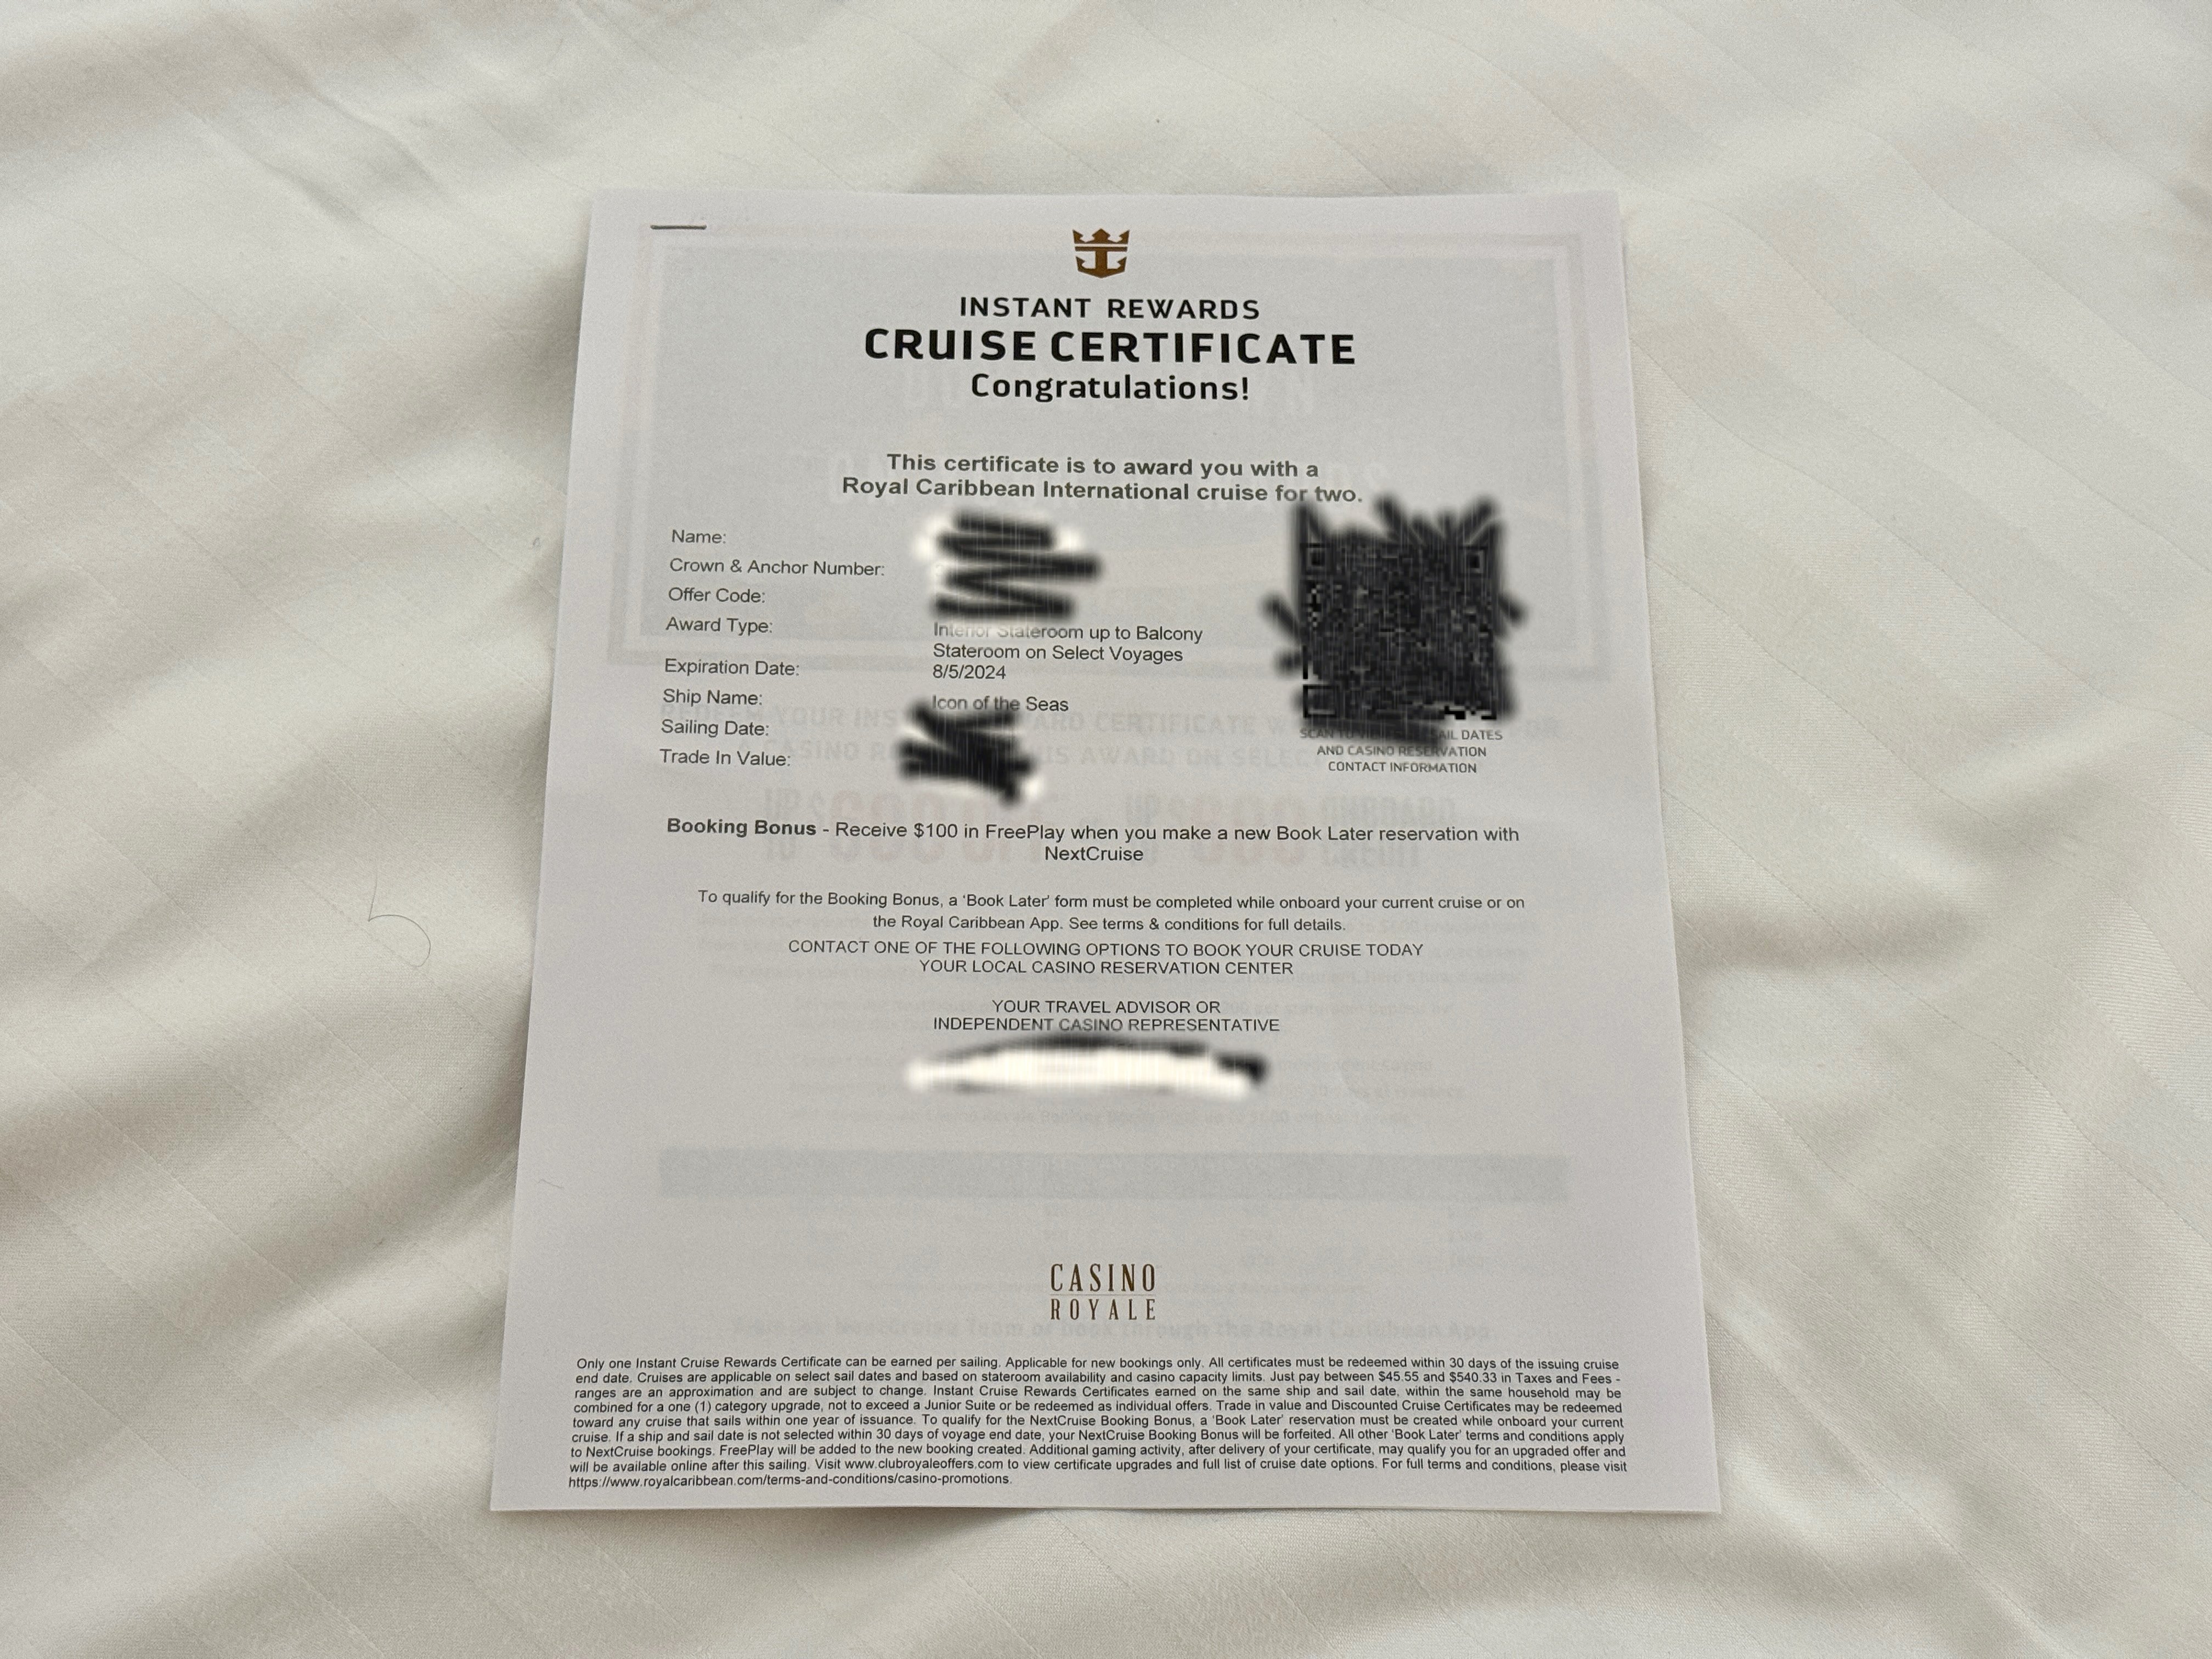 INSTANT REWARDS
CRUISE CERTIFICATE
Congratulations!
This certificate is to award you with a
Royal Caribbean International cruise for two.
Name:
Crown & Anchor Number:
Offer Code:
Award Type: Interior Stateroom up to Balcony
Stateroom on Select Voyages
Expiration Date: 8/5/2024
Ship Name: Icon of the Seas
Sailing Date:
Trade In Value:
SCAN AIL DATES
AND CASINO RESERVATION
CONTACT INFORMATION
Booking Bonus - Receive $100 in FreePlay when you make a new Book Later reservation with
NextCruise
To qualify for the Booking Bonus, a 'Book Later' form must be completed while onboard your current cruise or on
the Royal Caribbean App. See terms & conditions for full details.
CONTACT ONE OF THE FOLLOWING OPTIONS TO BOOK YOUR CRUISE TODAY
YOUR LOCAL CASINO RESERVATION CENTER
YOUR TRAVEL ADVISOR OR
INDEPENDENT CASINO REPRESENTATIVE
CASINO
ROYALE
Only one Instant Cruise Rewards Certificate can be earned per sailing. Applicable for new bookings only. All certificates must be redeemed within 30 days of the issuing cruise
end date. Cruises are applicable on select sail dates and based on stateroom availability and casino capacity limits. Just pay between $45.55 and $540.33 in Taxes and Fees -
ranges are an approximation and are subject to change. Instant Cruise Rewards Certificates earned on the same ship and sail date, within the same household may be
combined for a one (1) category upgrade, not to exceed a Junior Suite or be redeemed as individual offers. Trade in value and Discounted Cruise Certificates may be redeemed
toward any cruise that sails within one year of issuance. To qualify for the NextCruise Booking Bonus, a 'Book Later' reservation must be created while onboard your current
cruise. If a ship and sail date is not selected within 30 days of voyage end date, your NextCruise Booking Bonus will be forfeited. All other 'Book Later' terms and conditions apply
to NextCruise bookings. FreePlay will be added to the new booking created. Additional gaming activity, after delivery of your certificate, may qualify you for an upgraded offer and
will be available online after this sailing. Visit www.clubroyaleoffers.com to view certificate upgrades and full list of cruise date options. For full terms and conditions, please visit
https://www.royalcaribbean.com/terms-and-conditions/casino-promotions.